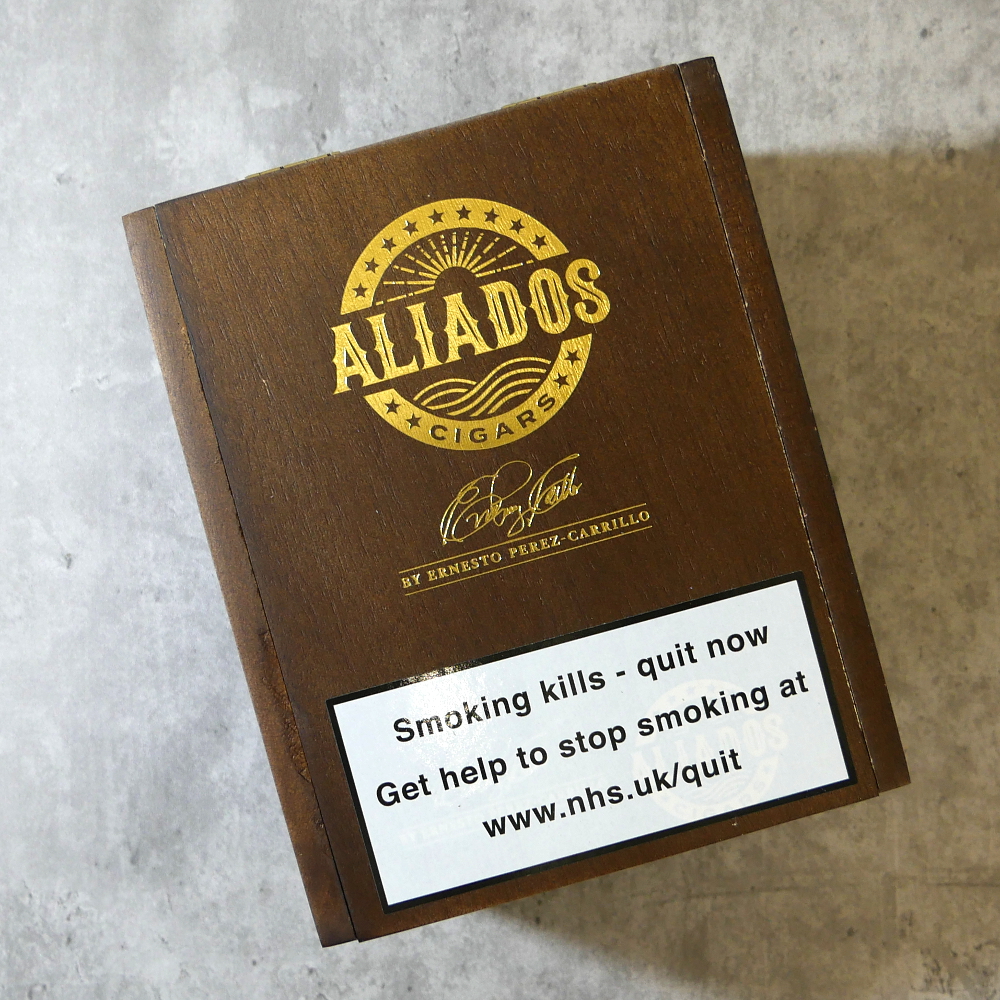 ALIADOS
CIGARS
BY ERNESTO PEREZ-CARRILLO
Smoking kills - quit now
Get help to stop smoking at
www.nhs.uk/quit